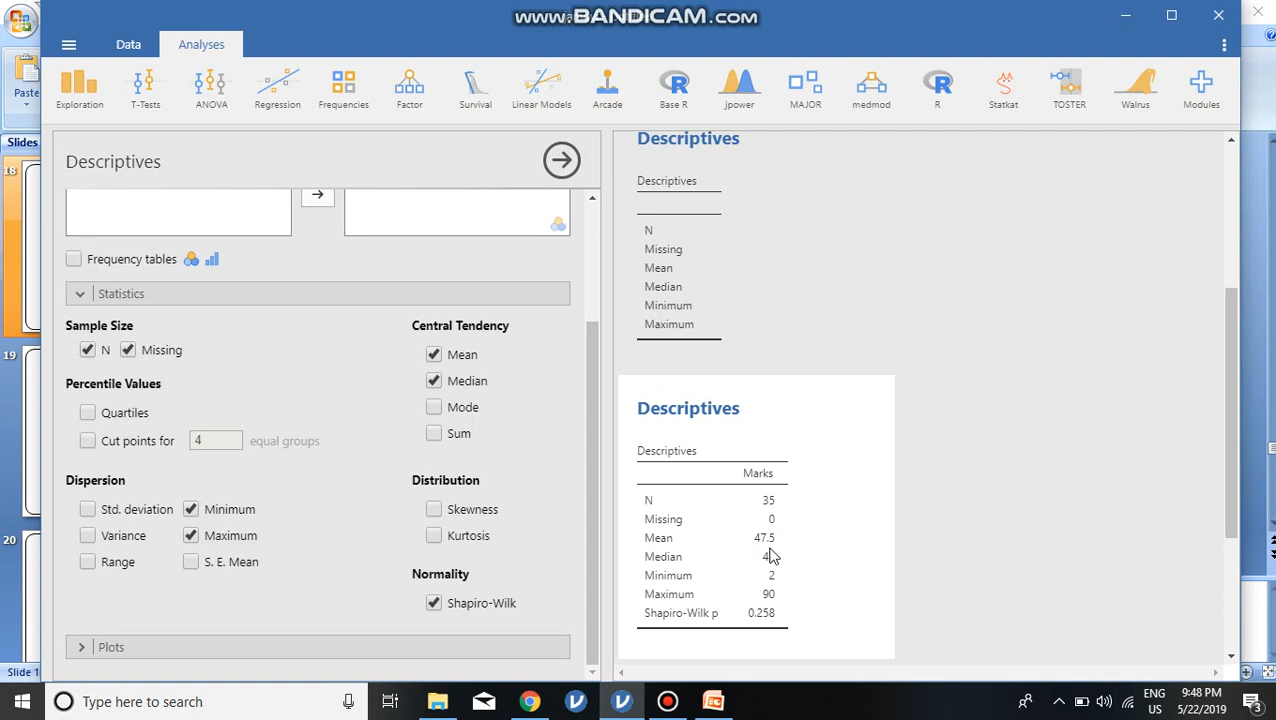 WWW.BANDICAM.COM
Data
Analyses
Paste
Exploration
T-Tests
ANOVA
Regression
Frequencies
Factor
Survival
Linear Models
Arcade
Base R
jpower
MAJOR
medmod
R
Statkat
TOSTER
Walrus
Modules
Slides
18
19
20
Slide 1
Descriptives
Frequency tables
Statistics
Sample Size
N
Missing
Percentile Values
Quartiles
Cut points for 4 equal groups
Dispersion
Std. deviation
Minimum
Variance
Maximum
Range
S. E. Mean
Central Tendency
Mean
Median
Mode
Sum
Distribution
Skewness
Kurtosis
Normality
Shapiro-Wilk
Plots
Descriptives
Descriptives
N
Missing
Mean
Median
Minimum
Maximum
Descriptives
Descriptives
Marks
N 35
Missing 0
Mean 47.5
Median
Minimum 2
Maximum 90
Shapiro-Wilk p 0.258
Type here to search
ENG
US
9:48 PM
5/22/2019
3